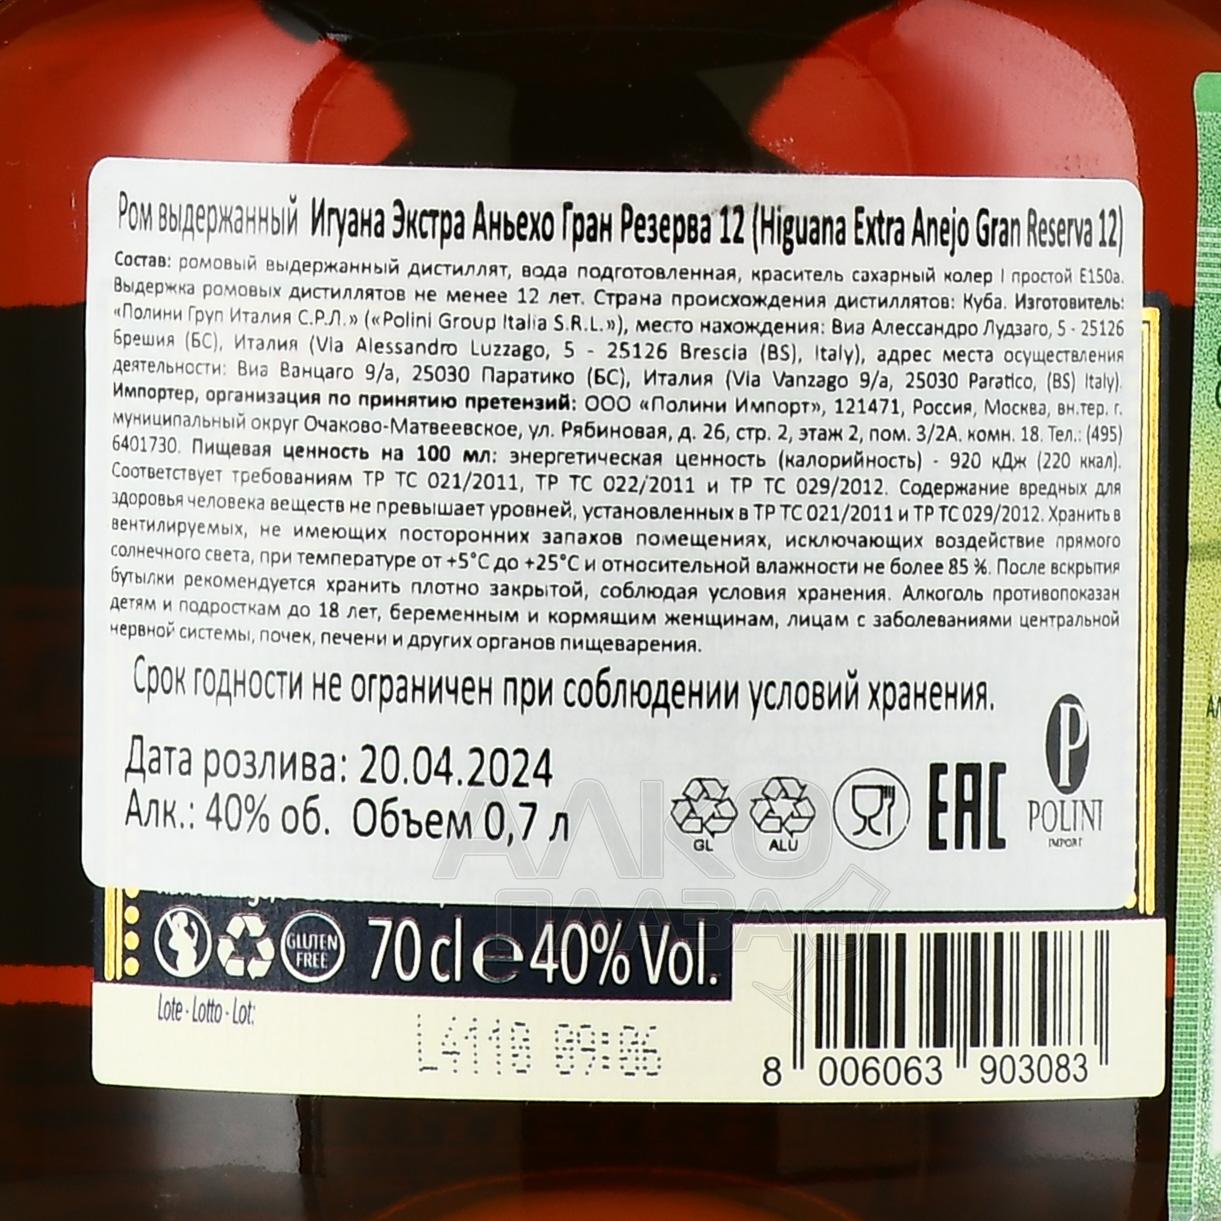 Ром выдержанный Игуана Экстра Аньехо Гран Резерва 12 (Higuana Extra Anejo Gran Reserva 12)
Состав: ромовый выдержанный дистиллят, вода подготовленная, краситель сахарный колер I простой Е150а.
Выдержка ромовых дистиллятов не менее 12 лет. Страна происхождения дистиллятов: Куба. Изготовитель:
«Полини Груп Италия С.Р.Л.» («Polini Group Italia S.R.L.»), место нахождения: Виа Алессандро Лудзаго, 5 - 25126
Брешия (БС), Италия (Via Alessandro Luzzago, 5 - 25126 Brescia (BS), Italy), адрес места осуществления
деятельности: Виа Ванцаго 9/а, 25030 Паратико (БС), Италия (Via Vanzago 9/a, 25030 Paratico, (BS) Italy).
Импортер, организация по принятию претензий: ООО «Полини Импорт», 121471, Россия, Москва, вн.тер. г.
муниципальный округ Очаково-Матвеевское, ул. Рябиновая, д. 26, стр. 2, этаж 2, пом. 3/2А. комн. 18. Тел.: (495)
6401730. Пищевая ценность на 100 мл: энергетическая ценность (калорийность) - 920 кДж (220 ккал).
Соответствует требованиям ТР ТС 021/2011, ТР ТС 022/2011 и ТР ТС 029/2012. Содержание вредных для
здоровья человека веществ не превышает уровней, установленных в ТР ТС 021/2011 и ТР ТС 029/2012. Хранить в
вентилируемых, не имеющих посторонних запахов помещениях, исключающих воздействие прямого
солнечного света, при температуре от +5°С до +25°С и относительной влажности не более 85 %. После вскрытия
бутылки рекомендуется хранить плотно закрытой, соблюдая условия хранения. Алкоголь противопоказан
детям и подросткам до 18 лет, беременным и кормящим женщинам, лицам с заболеваниями центральной
нервной системы, почек, печени и других органов пищеварения.
Срок годности не ограничен при соблюдении условий хранения.
Дата розлива: 20.04.2024
Алк.: 40% об. Объем 0,7 л
GL ALU EAC P POLINI
IMPORT
АЛКО
ПЛАЗА
GLUTEN
FREE
70 cl e 40% Vol.
Lote - Lotto - Lot:
L4110 09:06
8 006063 903083